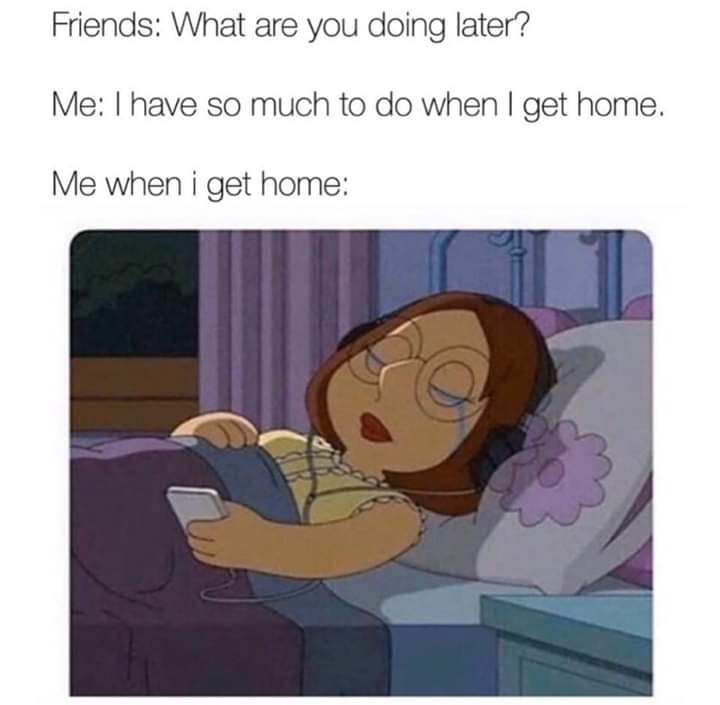 Friends: What are you doing later?
Me: I have so much to do when I get home.
Me when i get home: